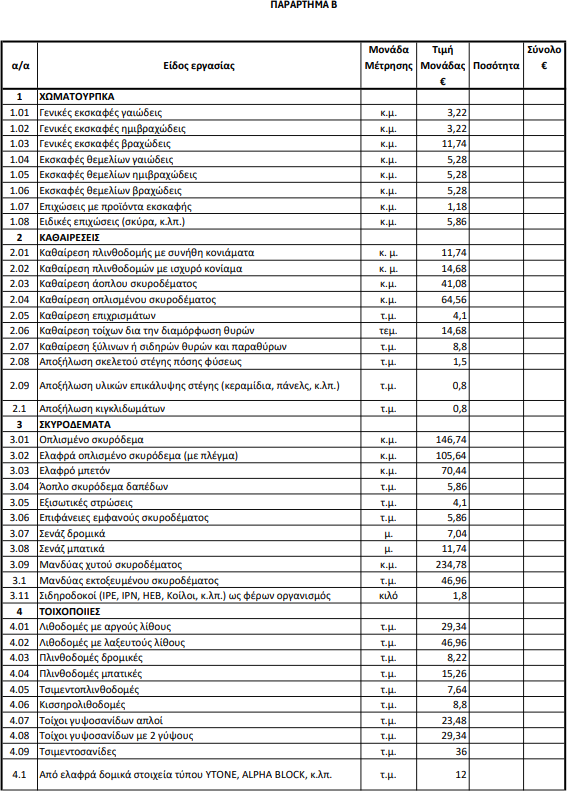 ΠΑΡΑΡΤΗΜΑ Β
α/α Είδος εργασίας Μονάδα Μέτρησης Τιμή Μονάδας € Ποσότητα Σύνολο €
1 ΧΩΜΑΤΟΥΡΓΙΚΑ
1.01 Γενικές εκσκαφές γαιώδεις κ.μ. 3,22
1.02 Γενικές εκσκαφές ημιβραχώδεις κ.μ. 3,22
1.03 Γενικές εκσκαφές βραχώδεις κ.μ. 11,74
1.04 Εκσκαφές θεμελίων γαιώδεις κ.μ. 5,28
1.05 Εκσκαφές θεμελίων ημιβραχώδεις κ.μ. 5,28
1.06 Εκσκαφές θεμελίων βραχώδεις κ.μ. 5,28
1.07 Επιχώσεις με προϊόντα εκσκαφής κ.μ. 1,18
1.08 Ειδικές επιχώσεις (σκύρα, κ.λπ.) κ.μ. 5,86
2 ΚΑΘΑΙΡΕΣΕΙΣ
2.01 Καθαίρεση πλινθοδομής με συνήθη κονιάματα κ. μ. 11,74
2.02 Καθαίρεση πλινθοδομών με ισχυρό κονίαμα κ. μ. 14,68
2.03 Καθαίρεση άοπλου σκυροδέματος κ.μ. 41,08
2.04 Καθαίρεση οπλισμένου σκυροδέματος κ.μ. 64,56
2.05 Καθαίρεση επιχρισμάτων τ.μ. 4,1
2.06 Καθαίρεση τοίχων δια την διαμόρφωση θυρών τεμ. 14,68
2.07 Καθαίρεση ξύλινων ή σιδηρών θυρών και παραθύρων τ.μ. 8,8
2.08 Αποξήλωση σκελετού στέγης πόσης φύσεως τ.μ. 1,5
2.09 Αποξήλωση υλικών επικάλυψης στέγης (κεραμίδια, πάνελς, κ.λπ.) τ.μ. 0,8
2.1 Αποξήλωση κιγκλιδωμάτων τ.μ. 0,8
3 ΣΚΥΡΟΔΕΜΑΤΑ
3.01 Οπλισμένο σκυρόδεμα κ.μ. 146,74
3.02 Ελαφρά οπλισμένο σκυρόδεμα (με πλέγμα) κ.μ. 105,64
3.03 Ελαφρό μπετόν κ.μ. 70,44
3.04 Άοπλο σκυρόδεμα δαπέδων τ.μ. 5,86
3.05 Εξισωτικές στρώσεις τ.μ. 4,1
3.06 Επιφάνειες εμφανούς σκυροδέματος τ.μ. 5,86
3.07 Σενάζ δρομικά μ. 7,04
3.08 Σενάζ μπατικά μ. 11,74
3.09 Μανδύας χυτού σκυροδέματος κ.μ. 234,78
3.1 Μανδύας εκτοξευμένου σκυροδέματος τ.μ. 46,96
3.11 Σιδηροδοκοί (IPE, IPN, HEB, Κοίλοι, κ.λπ.) ως φέρων οργανισμός κιλό 1,8
4 ΤΟΙΧΟΠΟΙΙΕΣ
4.01 Λιθοδομές με αργούς λίθους τ.μ. 29,34
4.02 Λιθοδομές με λαξευτούς λίθους τ.μ. 46,96
4.03 Πλινθοδομές δρομικές τ.μ. 8,22
4.04 Πλινθοδομές μπατικές τ.μ. 15,26
4.05 Τσιμεντοπλινθοδομές τ.μ. 7,64
4.06 Κισσηρολιθοδομές τ.μ. 8,8
4.07 Τοίχοι γυψοσανίδων απλοί τ.μ. 23,48
4.08 Τοίχοι γυψοσανίδων με 2 γύψους τ.μ. 29,34
4.09 Τσιμεντοσανίδες τ.μ. 36
4.1 Από ελαφρά δομικά στοιχεία τύπου YTONE, ALPHA BLOCK, κ.λπ. τ.μ. 12